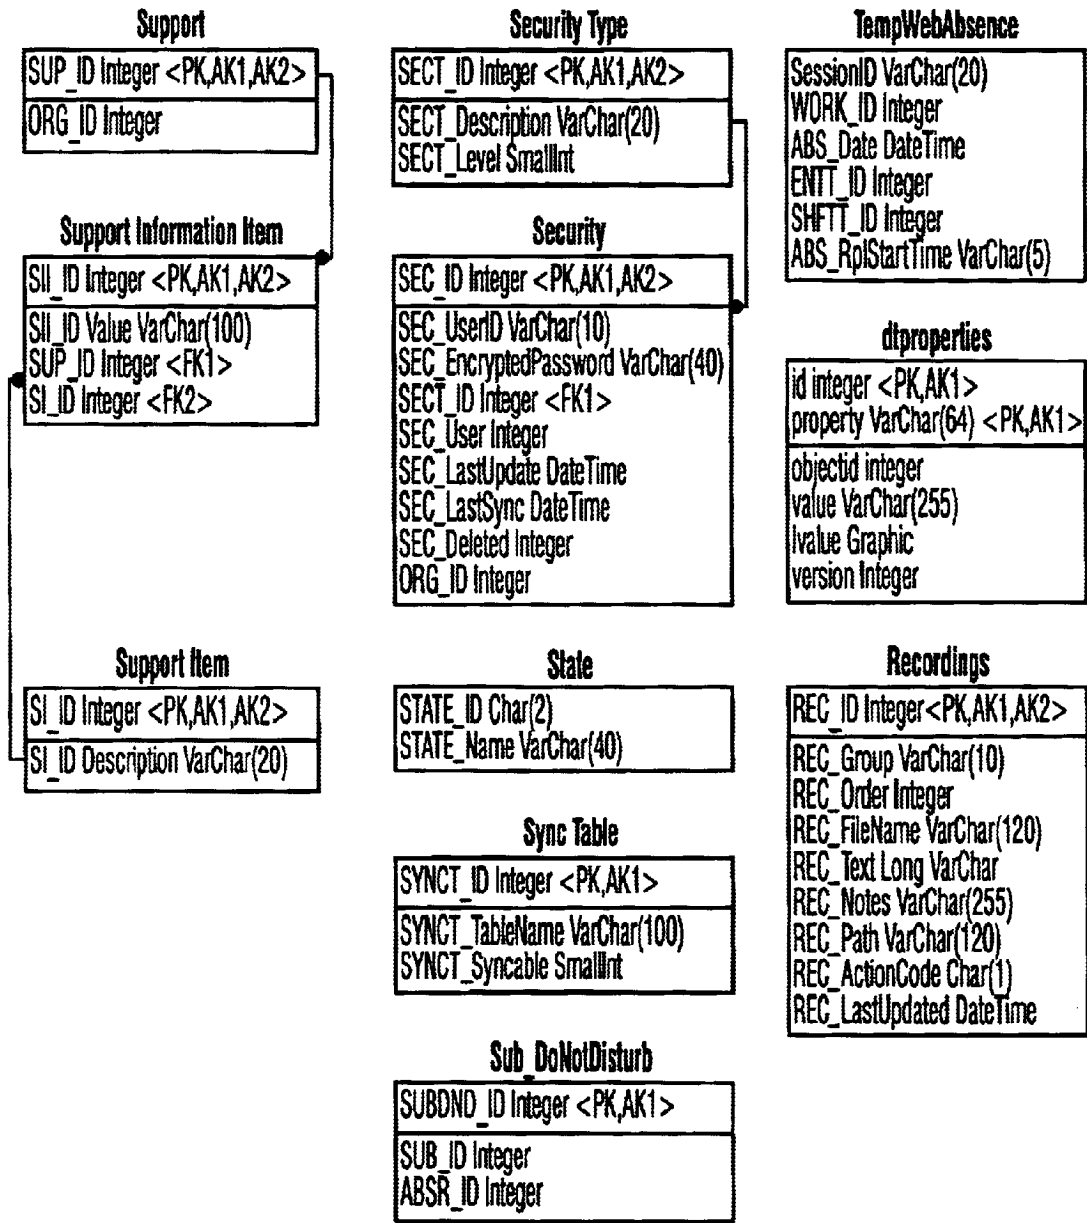 Support
SUP_ID Integer <PK,AK1,AK2>
ORG_ID Integer
Support Information Item
SII_ID Integer <PK,AK1,AK2>
SII_ID Value VarChar(100)
SUP_ID Integer <FK1>
SI_ID Integer <FK2>
Support Item
SI_ID Integer <PK,AK1,AK2>
SI_ID Description VarChar(20)
Security Type
SECT_ID Integer <PK,AK1,AK2>
SECT_Description VarChar(20)
SECT_Level SmallInt
Security
SEC_ID Integer <PK,AK1,AK2>
SEC_UserID VarChar(10)
SEC_EncryptedPassword VarChar(40)
SECT_ID Integer <FK1>
SEC_User Integer
SEC_LastUpdate DateTime
SEC_LastSync DateTime
SEC_Deleted Integer
ORG_ID Integer
State
STATE_ID Char(2)
STATE_Name VarChar(40)
Sync Table
SYNCT_ID Integer <PK,AK1>
SYNCT_TableName VarChar(100)
SYNCT_Syncable SmallInt
Sub_DoNotDisturb
SUBDND_ID Integer <PK,AK1>
SUB_ID Integer
ABSR_ID Integer
TempWebAbsence
SessionID VarChar(20)
WORK_ID Integer
ABS_Date DateTime
ENTT_ID Integer
SHFTT_ID Integer
ABS_RplStartTime VarChar(5)
dtproperties
id integer <PK,AK1>
property VarChar(64) <PK,AK1>
objectid integer
value VarChar(255)
lvalue Graphic
version Integer
Recordings
REC_ID Integer<PK,AK1,AK2>
REC_Group VarChar(10)
REC_Order Integer
REC_FileName VarChar(120)
REC_Text Long VarChar
REC_Notes VarChar(255)
REC_Path VarChar(120)
REC_ActionCode Char(1)
REC_LastUpdated DateTime